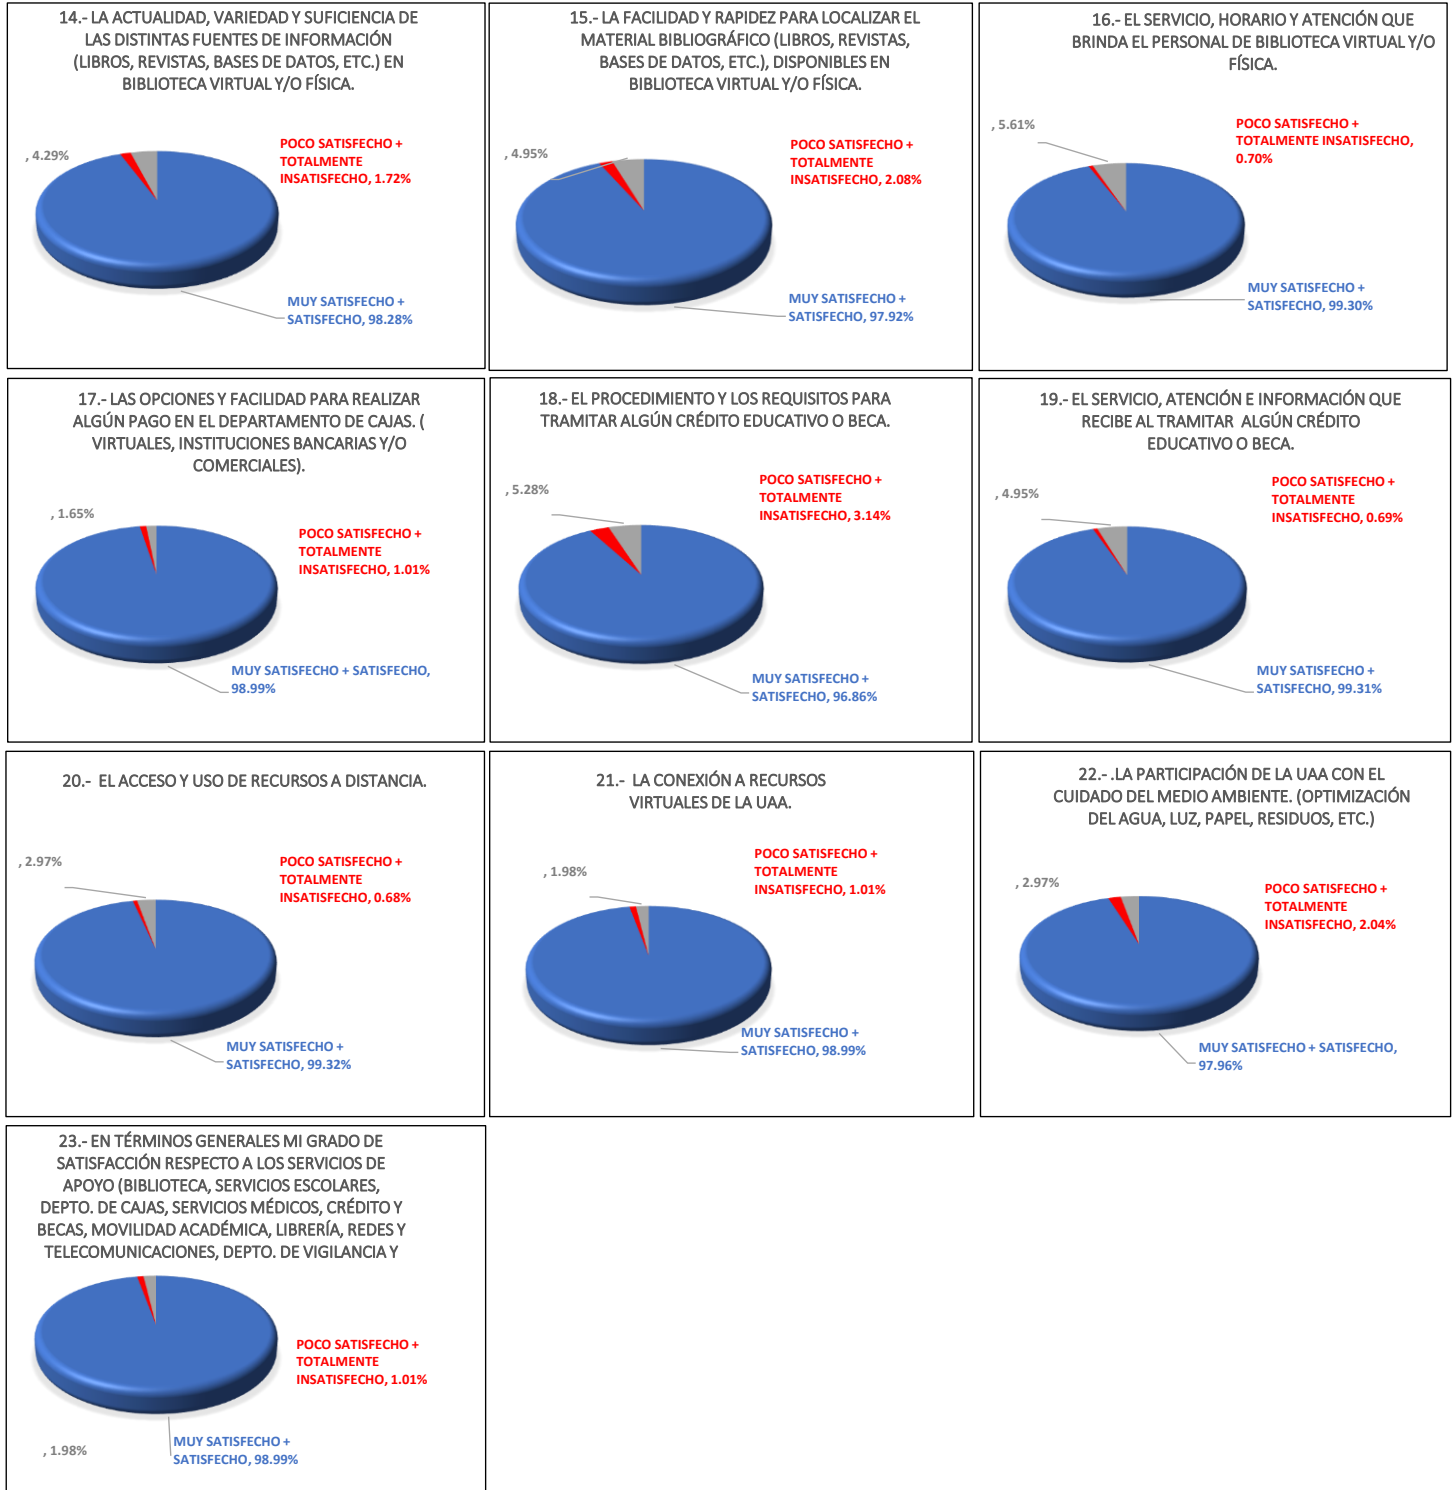 14.- LA ACTUALIDAD, VARIEDAD Y SUFICIENCIA DE
LAS DISTINTAS FUENTES DE INFORMACIÓN
(LIBROS, REVISTAS, BASES DE DATOS, ETC.) EN
BIBLIOTECA VIRTUAL Y/O FÍSICA.
, 4.29%
POCO SATISFECHO +
TOTALMENTE
INSATISFECHO, 1.72%
MUY SATISFECHO +
SATISFECHO, 98.28%
15.- LA FACILIDAD Y RAPIDEZ PARA LOCALIZAR EL
MATERIAL BIBLIOGRÁFICO (LIBROS, REVISTAS,
BASES DE DATOS, ETC.), DISPONIBLES EN
BIBLIOTECA VIRTUAL Y/O FÍSICA.
, 4.95%
POCO SATISFECHO +
TOTALMENTE
INSATISFECHO, 2.08%
MUY SATISFECHO +
SATISFECHO, 97.92%
16.- EL SERVICIO, HORARIO Y ATENCIÓN QUE
BRINDA EL PERSONAL DE BIBLIOTECA VIRTUAL Y/O
FÍSICA.
, 5.61%
POCO SATISFECHO +
TOTALMENTE INSATISFECHO,
0.70%
MUY SATISFECHO +
SATISFECHO, 99.30%
17.- LAS OPCIONES Y FACILIDAD PARA REALIZAR
ALGÚN PAGO EN EL DEPARTAMENTO DE CAJAS. (
VIRTUALES, INSTITUCIONES BANCARIAS Y/O
COMERCIALES).
, 1.65%
POCO SATISFECHO +
TOTALMENTE
INSATISFECHO, 1.01%
MUY SATISFECHO + SATISFECHO,
98.99%
18.- EL PROCEDIMIENTO Y LOS REQUISITOS PARA
TRAMITAR ALGÚN CRÉDITO EDUCATIVO O BECA.
, 5.28%
POCO SATISFECHO +
TOTALMENTE
INSATISFECHO, 3.14%
MUY SATISFECHO +
SATISFECHO, 96.86%
19.- EL SERVICIO, ATENCIÓN E INFORMACIÓN QUE
RECIBE AL TRAMITAR ALGÚN CRÉDITO
EDUCATIVO O BECA.
, 4.95%
POCO SATISFECHO +
TOTALMENTE
INSATISFECHO, 0.69%
MUY SATISFECHO +
SATISFECHO, 99.31%
20.- EL ACCESO Y USO DE RECURSOS A DISTANCIA.
, 2.97%
POCO SATISFECHO +
TOTALMENTE
INSATISFECHO, 0.68%
MUY SATISFECHO +
SATISFECHO, 99.32%
21.- LA CONEXIÓN A RECURSOS
VIRTUALES DE LA UAA.
, 1.98%
POCO SATISFECHO +
TOTALMENTE
INSATISFECHO, 1.01%
MUY SATISFECHO +
SATISFECHO, 98.99%
22.- .LA PARTICIPACIÓN DE LA UAA CON EL
CUIDADO DEL MEDIO AMBIENTE. (OPTIMIZACIÓN
DEL AGUA, LUZ, PAPEL, RESIDUOS, ETC.)
, 2.97%
POCO SATISFECHO +
TOTALMENTE
INSATISFECHO, 2.04%
MUY SATISFECHO + SATISFECHO,
97.96%
23.- EN TÉRMINOS GENERALES MI GRADO DE
SATISFACCIÓN RESPECTO A LOS SERVICIOS DE
APOYO (BIBLIOTECA, SERVICIOS ESCOLARES,
DEPTO. DE CAJAS, SERVICIOS MÉDICOS, CRÉDITO Y
BECAS, MOVILIDAD ACADÉMICA, LIBRERÍA, REDES Y
TELECOMUNICACIONES, DEPTO. DE VIGILANCIA Y
POCO SATISFECHO +
TOTALMENTE
INSATISFECHO, 1.01%
MUY SATISFECHO +
SATISFECHO, 98.99%
, 1.98%